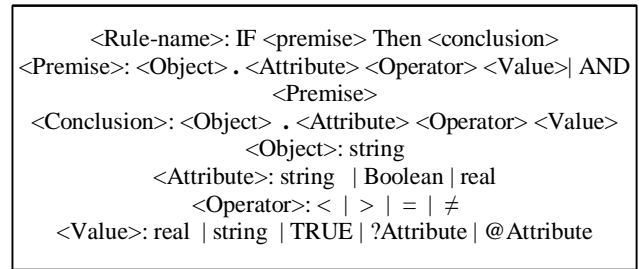 <Rule-name>: IF <premise> Then <conclusion>
<Premise>: <Object> . <Attribute> <Operator> <Value>| AND
<Premise>
<Conclusion>: <Object> . <Attribute> <Operator> <Value>
<Object>: string
<Attribute>: string | Boolean | real
<Operator>: < | > | = | ≠
<Value>: real | string | TRUE | ?Attribute | @Attribute